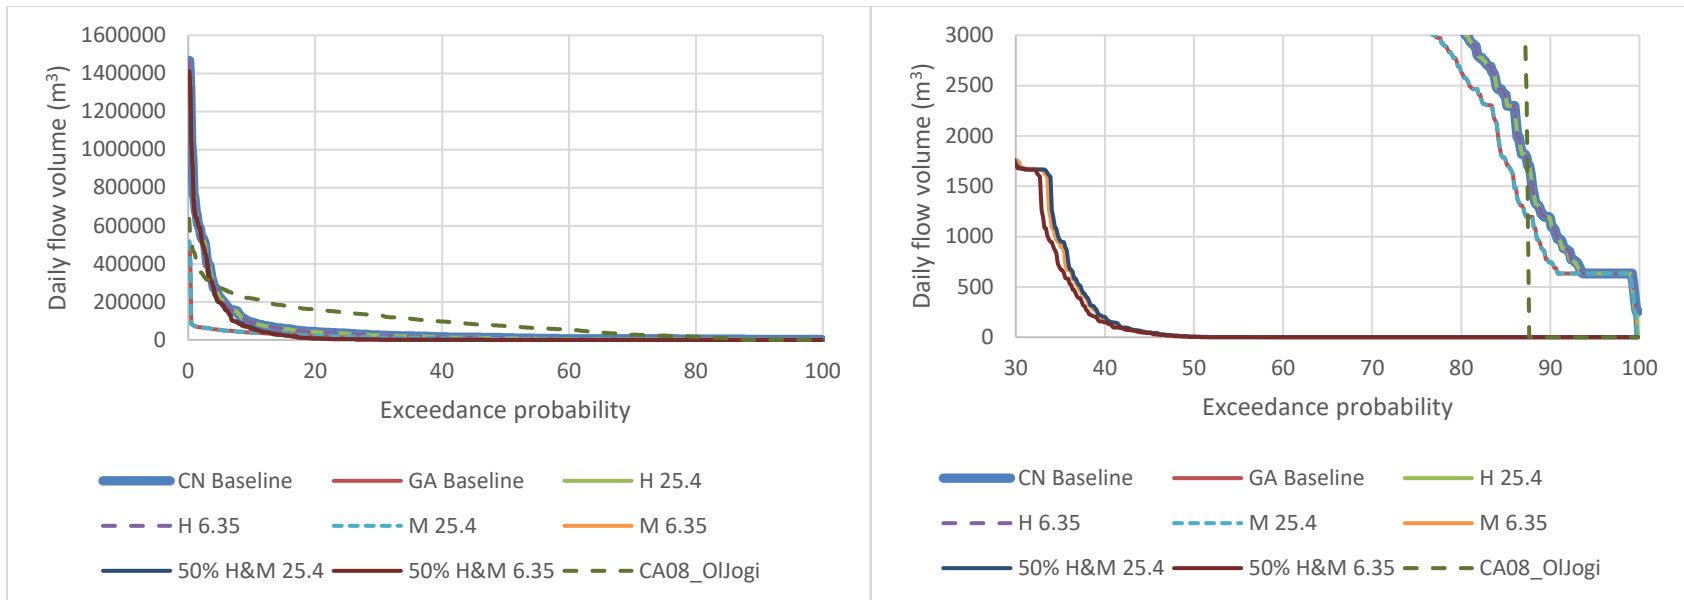 1600000
1400000
1200000
1000000
800000
600000
400000
200000
0
Daily flow volume (m³)
0 20 40 60 80 100
Exceedance probability
CN Baseline GA Baseline H 25.4
H 6.35 M 25.4 M 6.35
50% H&M 25.4 50% H&M 6.35 CA08_OlJogi
3000
2500
2000
1500
1000
500
0
Daily flow volume (m³)
30 40 50 60 70 80 90 100
Exceedance probability
CN Baseline GA Baseline H 25.4
H 6.35 M 25.4 M 6.35
50% H&M 25.4 50% H&M 6.35 CA08_OlJogi